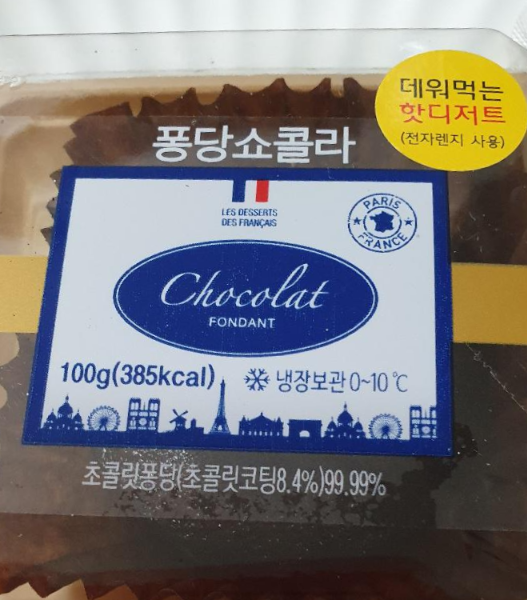 데워먹는
핫디저트
(전자렌지 사용)
퐁당쇼콜라
LES DESSERTS
DES FRANÇAIS
PARIS
FRANCE
Chocolat
FONDANT
100g(385kcal)
냉장보관 0~10℃
초콜릿퐁당(초콜릿코팅8.4%)99.99%